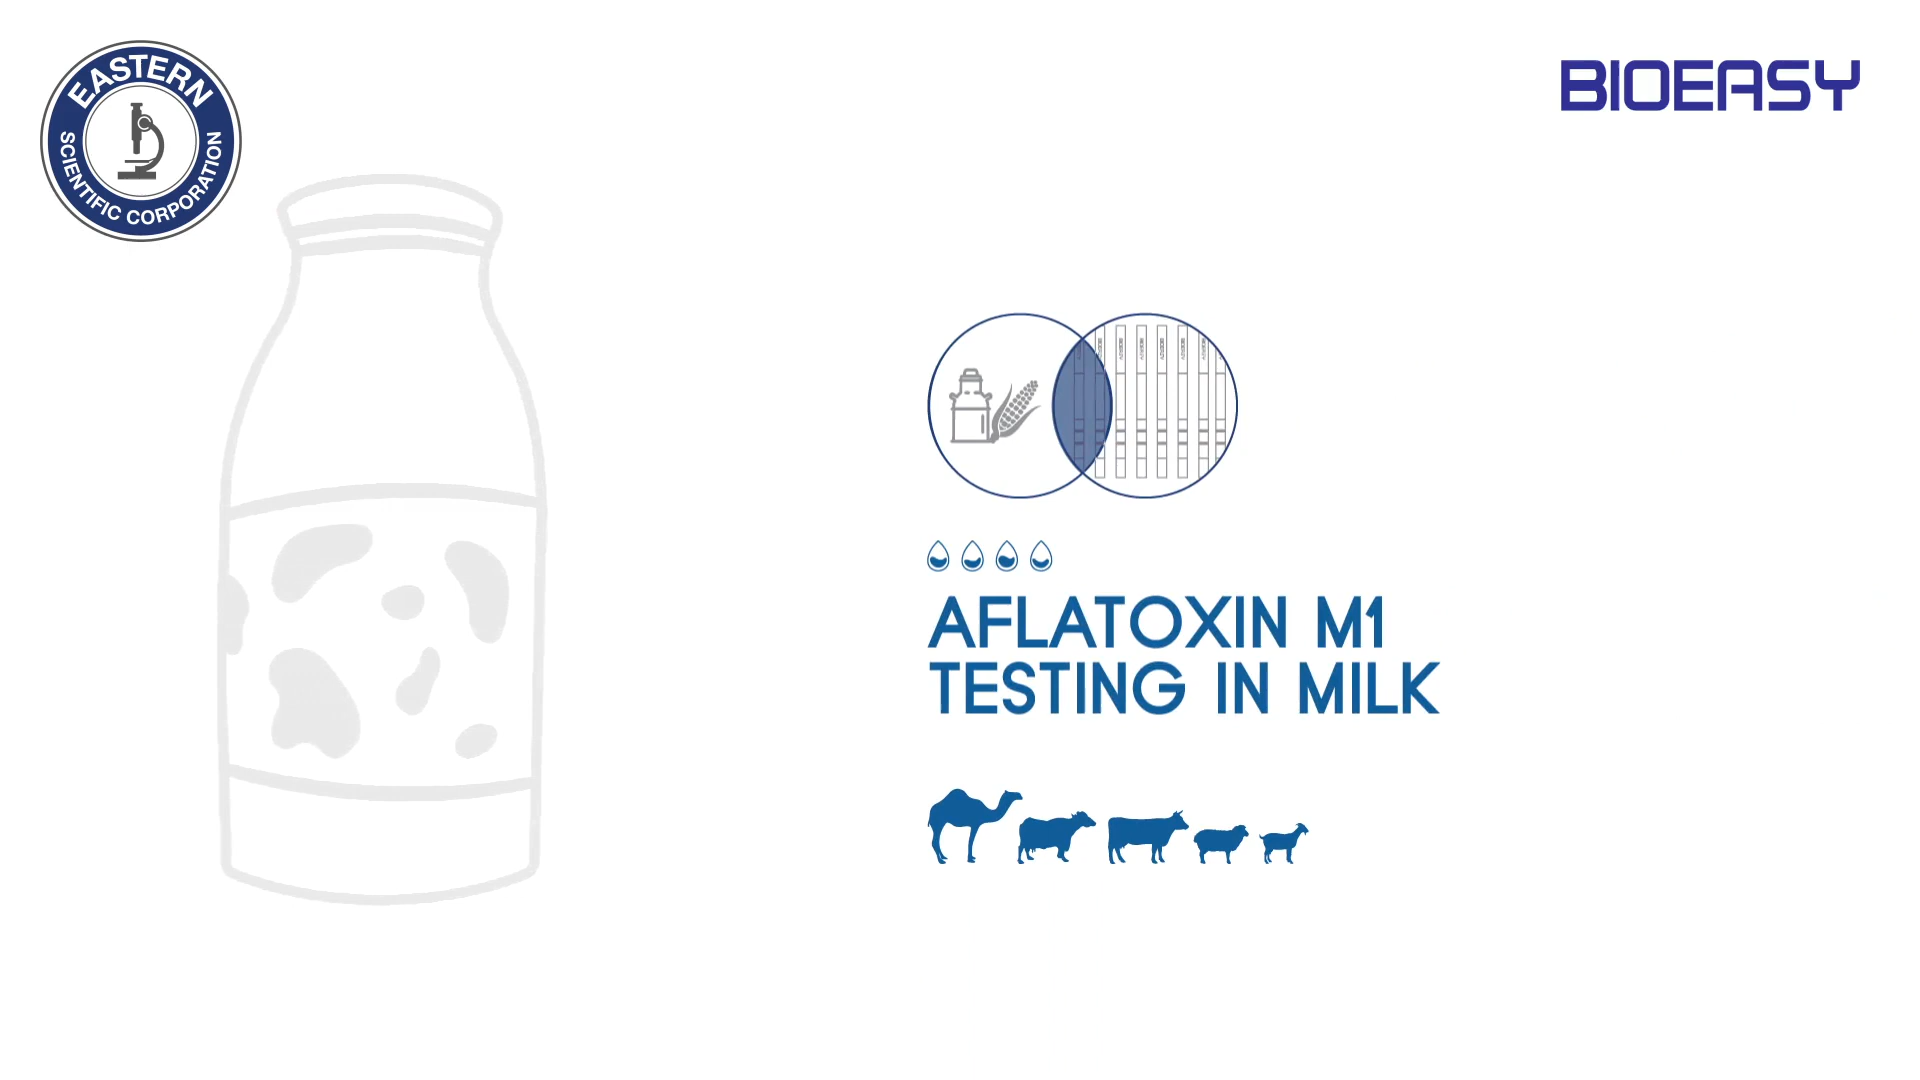 EASTERN
SCIENTIFIC CORPORATION
BIOEASY
AFLATOXIN M1
TESTING IN MILK